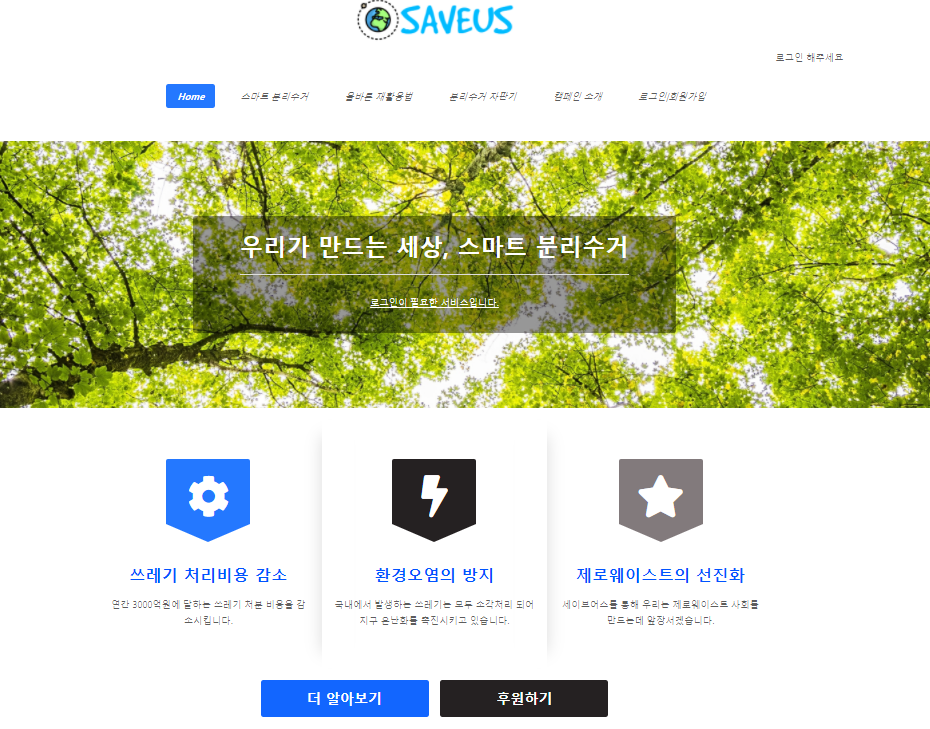 SAVEUS
로그인 해주세요
Home 스마트 분리수거 올바른 재활용법 분리수거 자판기 캠페인 소개 로그인/회원가입
우리가 만드는 세상, 스마트 분리수거
로그인이 필요한 서비스입니다.
쓰레기 처리비용 감소
연간 3000억원에 달하는 쓰레기 처분 비용을 감
소시킵니다.
환경오염의 방지
국내에서 발생하는 쓰레기는 모두 소각처리 되어
지구 온난화를 촉진시키고 있습니다.
제로웨이스트의 선진화
세이브어스를 통해 우리는 제로웨이스트 사회를
만드는데 앞장서겠습니다.
더 알아보기
후원하기